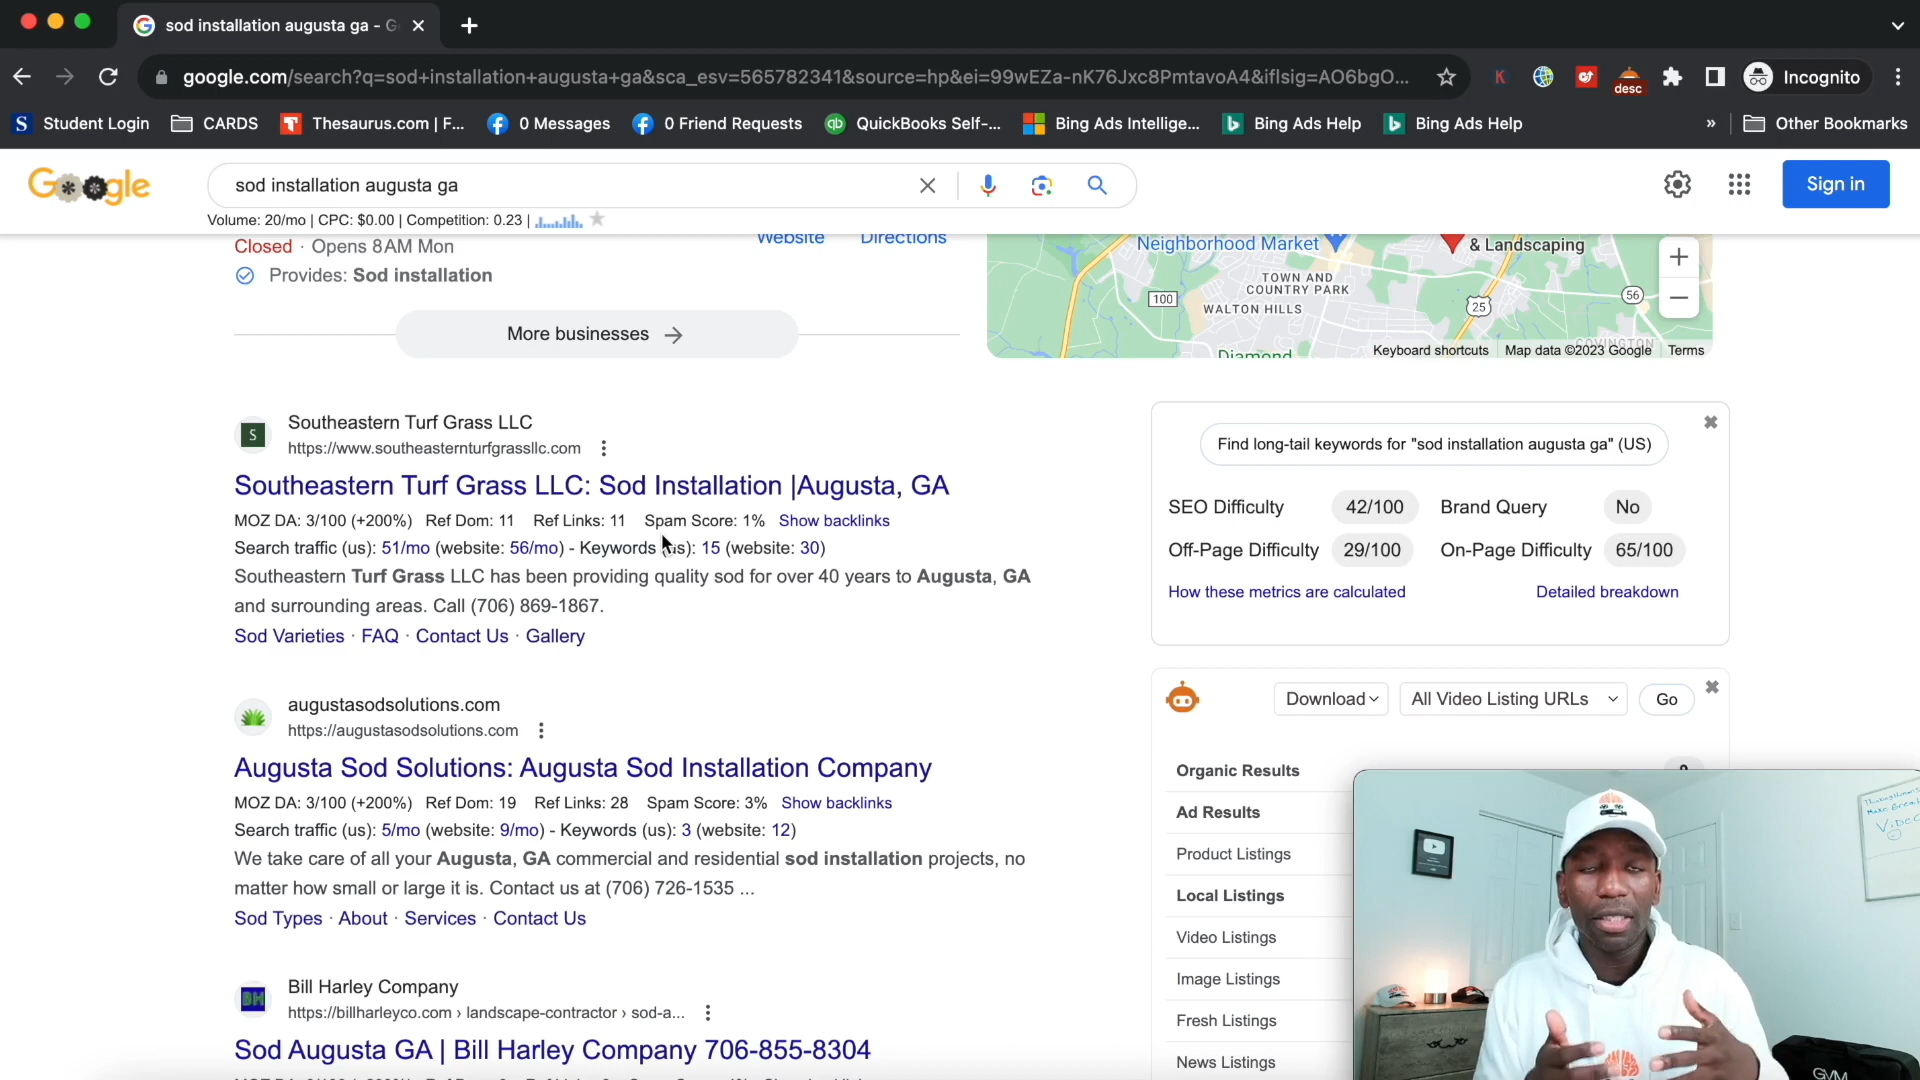 sod installation augusta ga - G
google.com/search?q=sod+installation+augusta+ga&sca_esv=565782341&source=hp&ei=99wEZa-nK76Jxc8PmtavoA4&iflsig=AO6bgO...
desc
Incognito
Student Login
CARDS
Thesaurus.com | F...
0 Messages
0 Friend Requests
QuickBooks Self-...
Bing Ads Intellige...
Bing Ads Help
Bing Ads Help
»
Other Bookmarks
Google
sod installation augusta ga
Sign in
Volume: 20/mo | CPC: $0.00 | Competition: 0.23 |
Closed · Opens 8 AM Mon
Website
Directions
Provides: Sod installation
More businesses
Neighborhood Market
& Landscaping
TOWN AND
COUNTRY PARK
WALTON HILLS
100
25
56
Diamond
COVINGTON
Keyboard shortcuts
Map data ©2023 Google
Terms
Southeastern Turf Grass LLC
https://www.southeasternturfgrassllc.com
Southeastern Turf Grass LLC: Sod Installation |Augusta, GA
MOZ DA: 3/100 (+200%) Ref Dom: 11 Ref Links: 11 Spam Score: 1% Show backlinks
Search traffic (us): 51/mo (website: 56/mo) - Keywords (us): 15 (website: 30)
Southeastern Turf Grass LLC has been providing quality sod for over 40 years to Augusta, GA
and surrounding areas. Call (706) 869-1867.
Sod Varieties · FAQ · Contact Us · Gallery
augustasodsolutions.com
https://augustasodsolutions.com
Augusta Sod Solutions: Augusta Sod Installation Company
MOZ DA: 3/100 (+200%) Ref Dom: 19 Ref Links: 28 Spam Score: 3% Show backlinks
Search traffic (us): 5/mo (website: 9/mo) - Keywords (us): 3 (website: 12)
We take care of all your Augusta, GA commercial and residential sod installation projects, no
matter how small or large it is. Contact us at (706) 726-1535 ...
Sod Types · About · Services · Contact Us
BH
Bill Harley Company
https://billharleyco.com › landscape-contractor › sod-a...
Sod Augusta GA | Bill Harley Company 706-855-8304
Find long-tail keywords for "sod installation augusta ga" (US)
SEO Difficulty 42/100 Brand Query No
Off-Page Difficulty 29/100 On-Page Difficulty 65/100
How these metrics are calculated
Detailed breakdown
Download
All Video Listing URLs
Go
Organic Results
Ad Results
Product Listings
Local Listings
Video Listings
Image Listings
Fresh Listings
News Listings
GYM